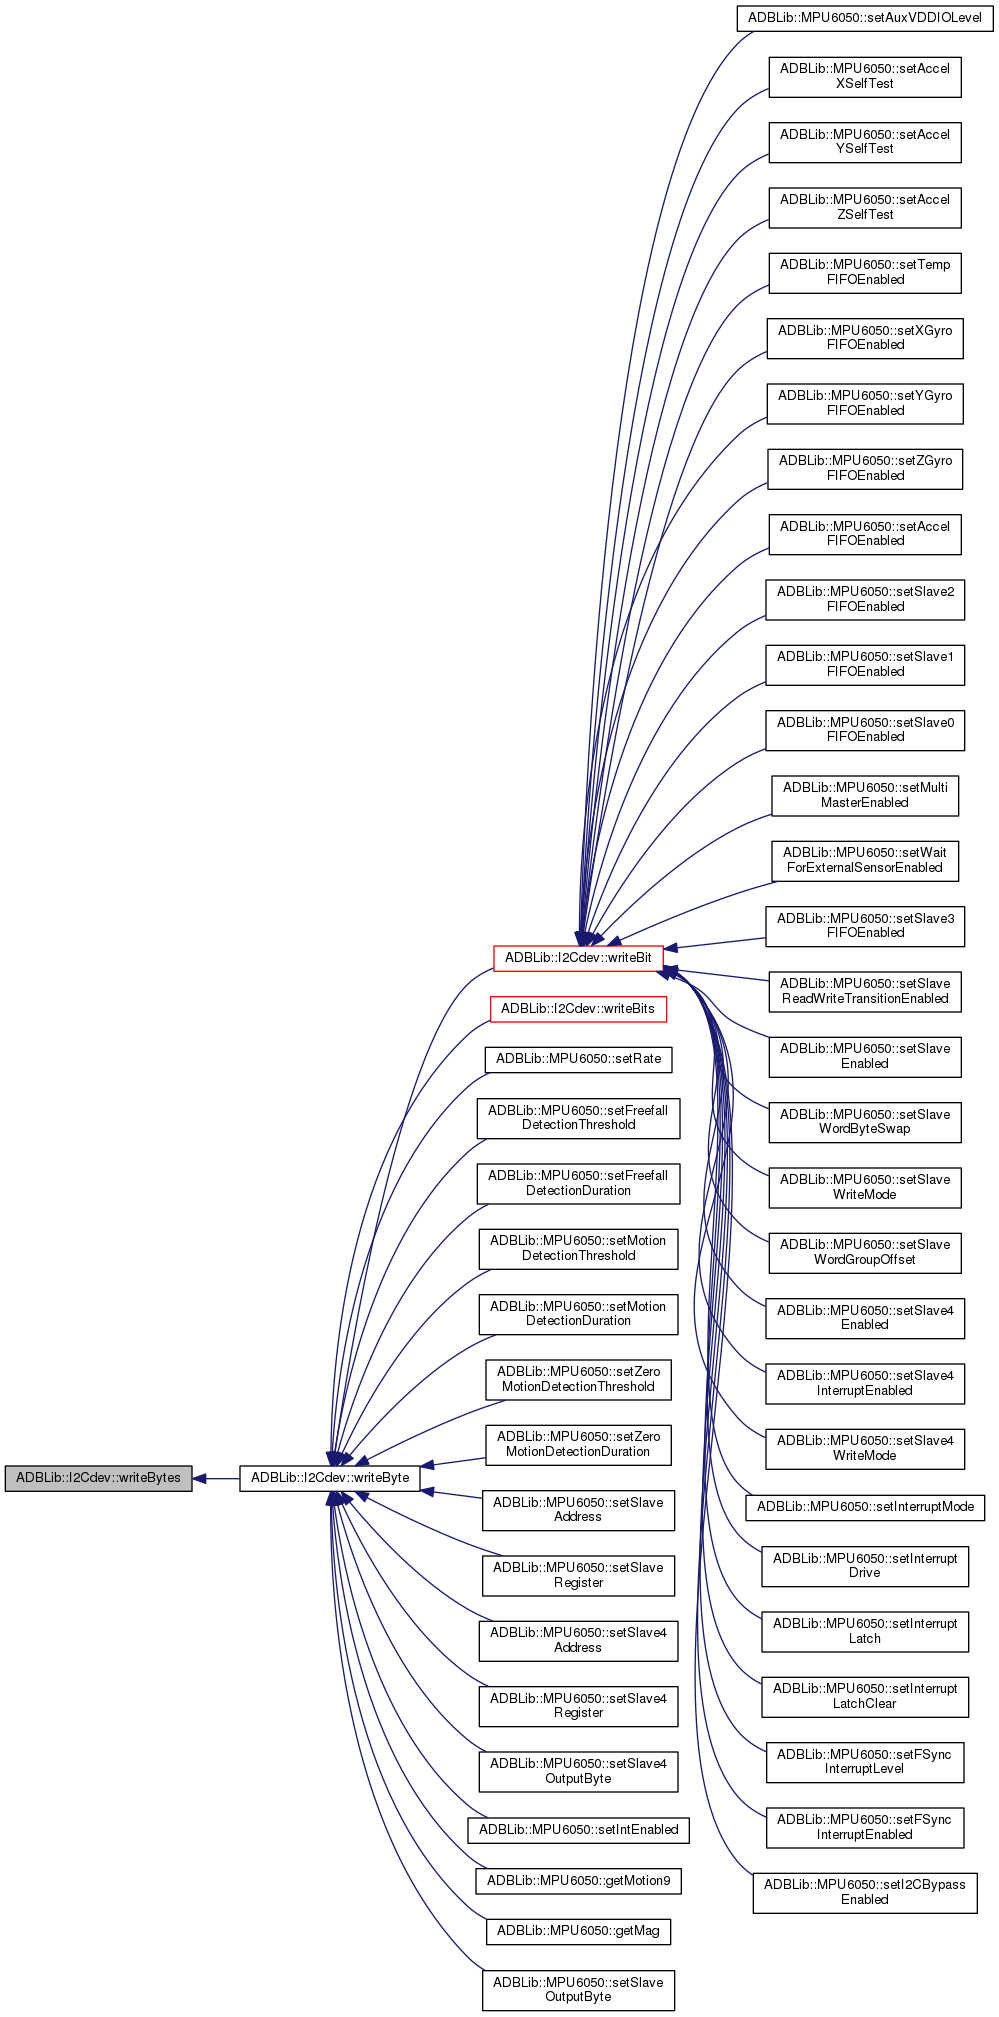 ADBLib::I2Cdev::writeBytes
ADBLib::I2Cdev::writeByte
ADBLib::I2Cdev::writeBit
ADBLib::I2Cdev::writeBits
ADBLib::MPU6050::setRate
ADBLib::MPU6050::setFreefall
DetectionThreshold
ADBLib::MPU6050::setFreefall
DetectionDuration
ADBLib::MPU6050::setMotion
DetectionThreshold
ADBLib::MPU6050::setMotion
DetectionDuration
ADBLib::MPU6050::setZero
MotionDetectionThreshold
ADBLib::MPU6050::setZero
MotionDetectionDuration
ADBLib::MPU6050::setSlave
Address
ADBLib::MPU6050::setSlave
Register
ADBLib::MPU6050::setSlave4
Address
ADBLib::MPU6050::setSlave4
Register
ADBLib::MPU6050::setSlave4
OutputByte
ADBLib::MPU6050::setIntEnabled
ADBLib::MPU6050::getMotion9
ADBLib::MPU6050::getMag
ADBLib::MPU6050::setSlave
OutputByte
ADBLib::MPU6050::setAuxVDDIOLevel
ADBLib::MPU6050::setAccel
XSelfTest
ADBLib::MPU6050::setAccel
YSelfTest
ADBLib::MPU6050::setAccel
ZSelfTest
ADBLib::MPU6050::setTemp
FIFOEnabled
ADBLib::MPU6050::setXGyro
FIFOEnabled
ADBLib::MPU6050::setYGyro
FIFOEnabled
ADBLib::MPU6050::setZGyro
FIFOEnabled
ADBLib::MPU6050::setAccel
FIFOEnabled
ADBLib::MPU6050::setSlave2
FIFOEnabled
ADBLib::MPU6050::setSlave1
FIFOEnabled
ADBLib::MPU6050::setSlave0
FIFOEnabled
ADBLib::MPU6050::setMulti
MasterEnabled
ADBLib::MPU6050::setWait
ForExternalSensorEnabled
ADBLib::MPU6050::setSlave3
FIFOEnabled
ADBLib::MPU6050::setSlave
ReadWriteTransitionEnabled
ADBLib::MPU6050::setSlave
Enabled
ADBLib::MPU6050::setSlave
WordByteSwap
ADBLib::MPU6050::setSlave
WriteMode
ADBLib::MPU6050::setSlave
WordGroupOffset
ADBLib::MPU6050::setSlave4
Enabled
ADBLib::MPU6050::setSlave4
InterruptEnabled
ADBLib::MPU6050::setSlave4
WriteMode
ADBLib::MPU6050::setInterruptMode
ADBLib::MPU6050::setInterrupt
Drive
ADBLib::MPU6050::setInterrupt
Latch
ADBLib::MPU6050::setInterrupt
LatchClear
ADBLib::MPU6050::setFSync
InterruptLevel
ADBLib::MPU6050::setFSync
InterruptEnabled
ADBLib::MPU6050::setI2CBypass
Enabled